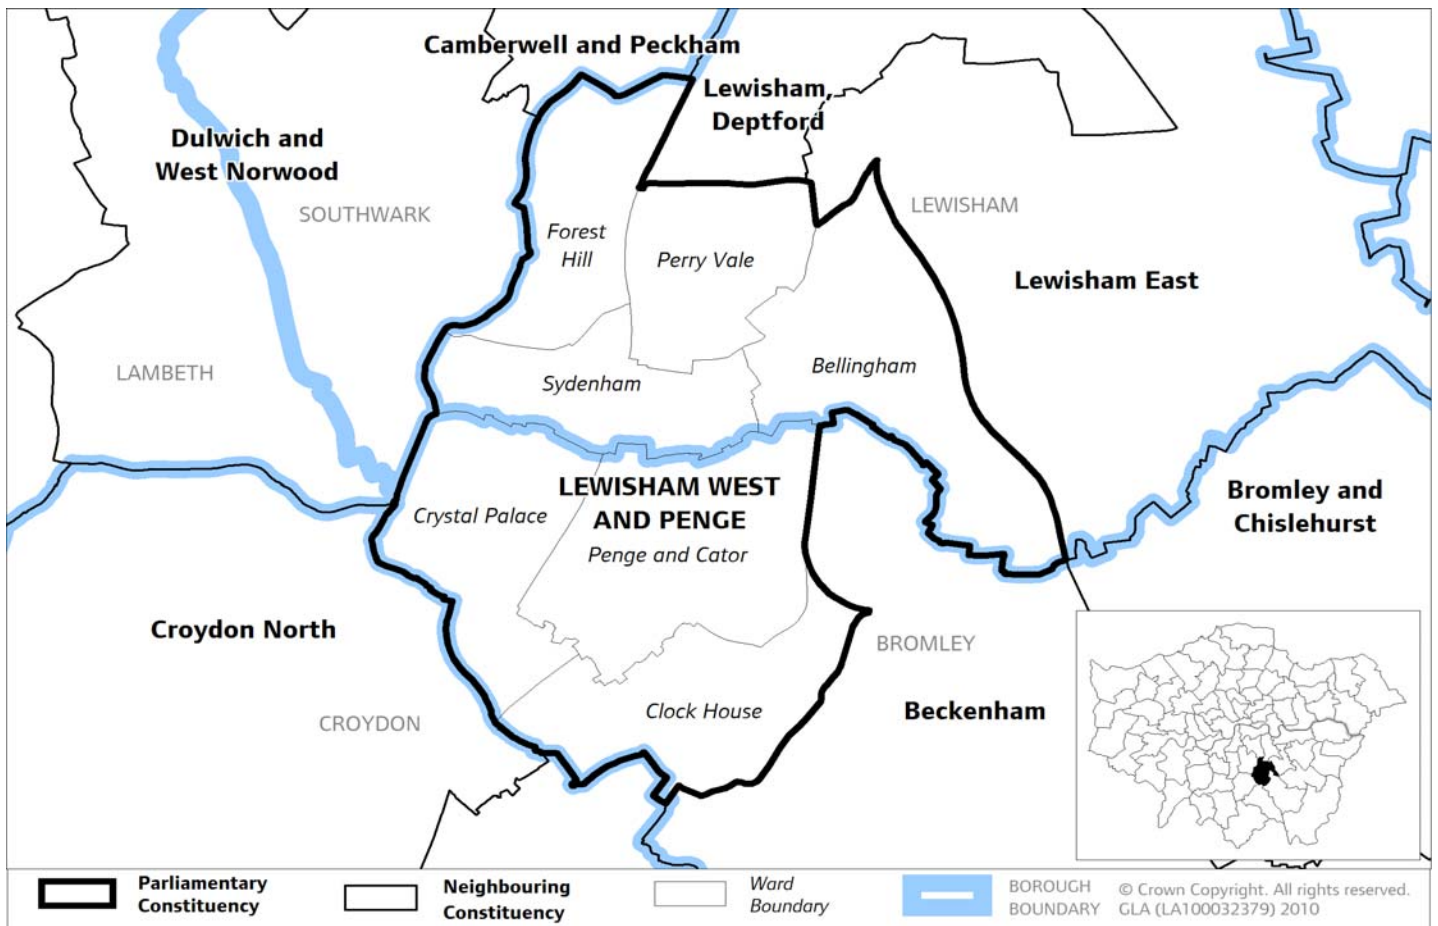 Camberwell and Peckham
Lewisham,
Deptford
Dulwich and
West Norwood
SOUTHWARK
LEWISHAM
Forest
Hill
Perry Vale
Lewisham East
LAMBETH
Sydenham
Bellingham
LEWISHAM WEST
AND PENGE
Crystal Palace
Penge and Cator
Bromley and
Chislehurst
Croydon North
BROMLEY
CROYDON
Clock House
Beckenham
Parliamentary
Constituency
Neighbouring
Constituency
Ward
Boundary
BOROUGH
BOUNDARY
© Crown Copyright. All rights reserved.
GLA (LA100032379) 2010